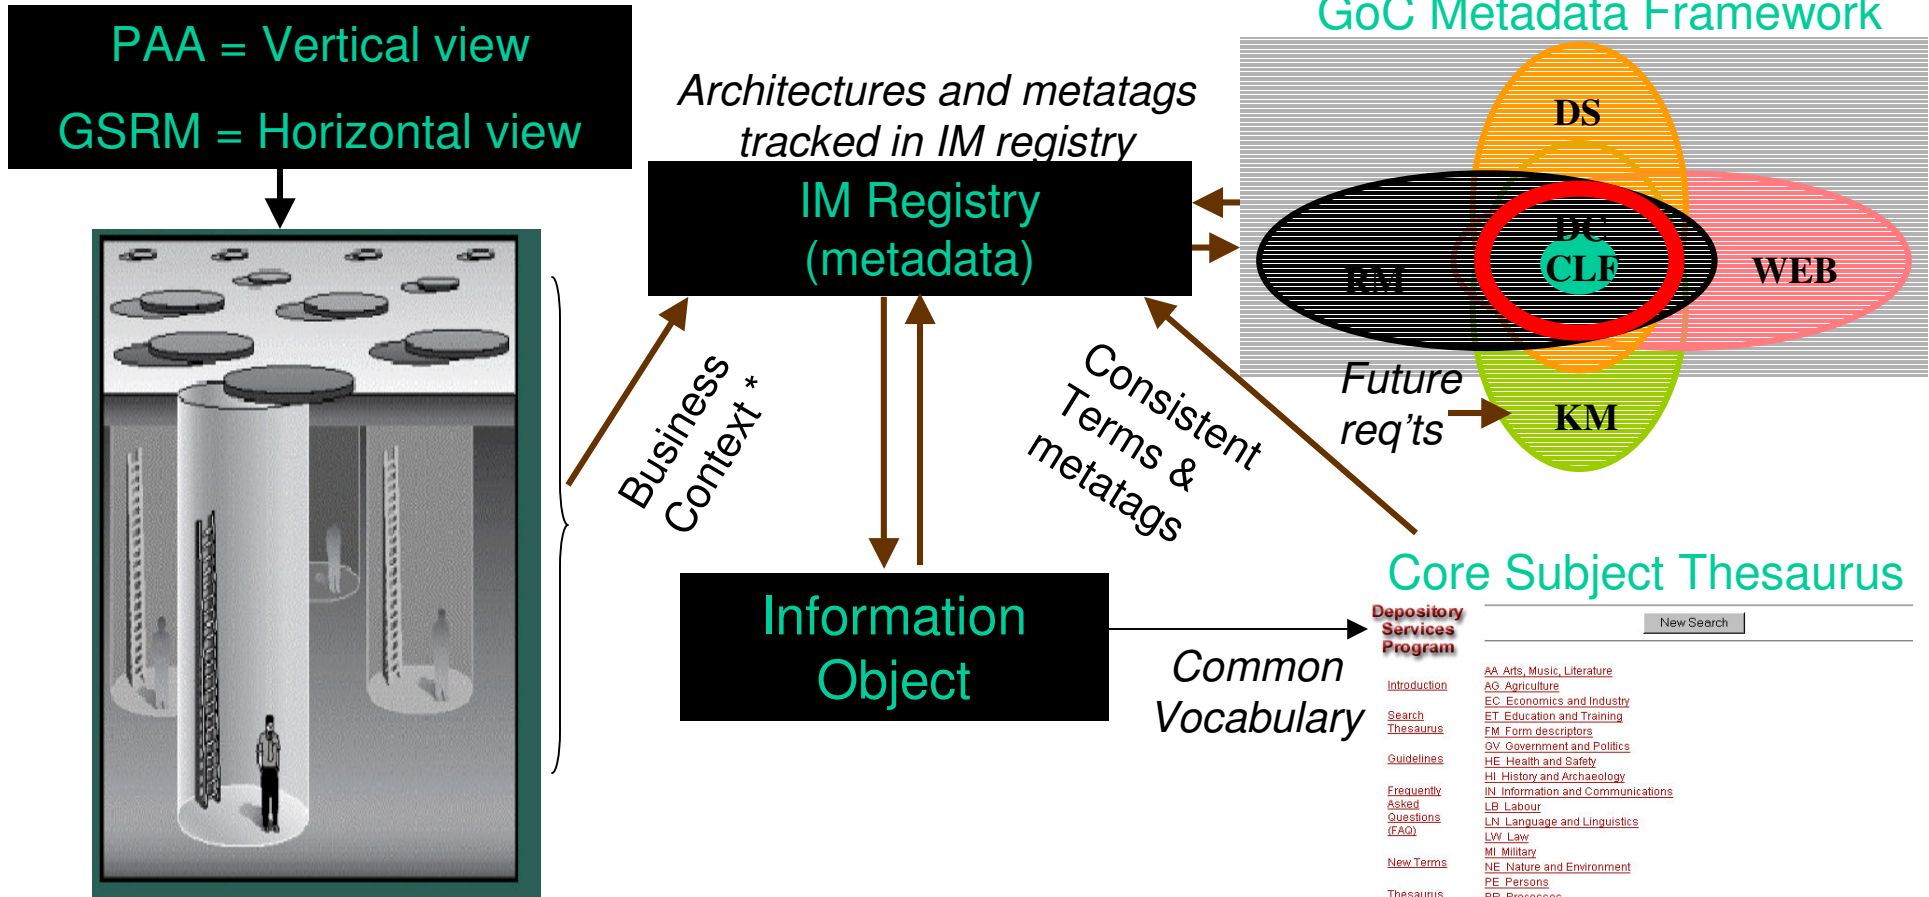 PAA = Vertical view
GSRM = Horizontal view
Architectures and metatags
tracked in IM registry
IM Registry
(metadata)
GoC Metadata Framework
DS
DC
CLF
RM
WEB
KM
Future
req'ts
Business
Context *
Consistent
Terms &
metatags
Information
Object
Common
Vocabulary
Core Subject Thesaurus
Depository
Services
Program
New Search
Introduction
Search
Thesaurus
Guidelines
Frequently
Asked
Questions
(FAQ)
New Terms
Thesaurus
AA Arts, Music, Literature
AG Agriculture
EC Economics and Industry
ET Education and Training
FM Form descriptors
GV Government and Politics
HE Health and Safety
HI History and Archaeology
IN Information and Communications
LB Labour
LN Language and Linguistics
LW Law
MI Military
NE Nature and Environment
PE Persons
PR Processes